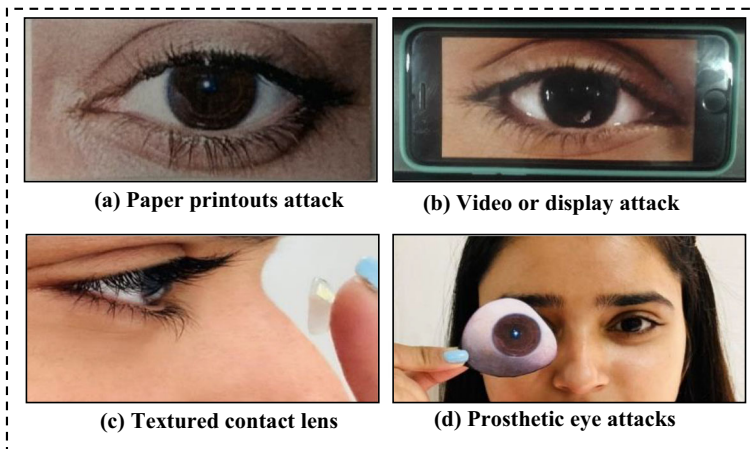 (a) Paper printouts attack
(b) Video or display attack
(c) Textured contact lens
(d) Prosthetic eye attacks